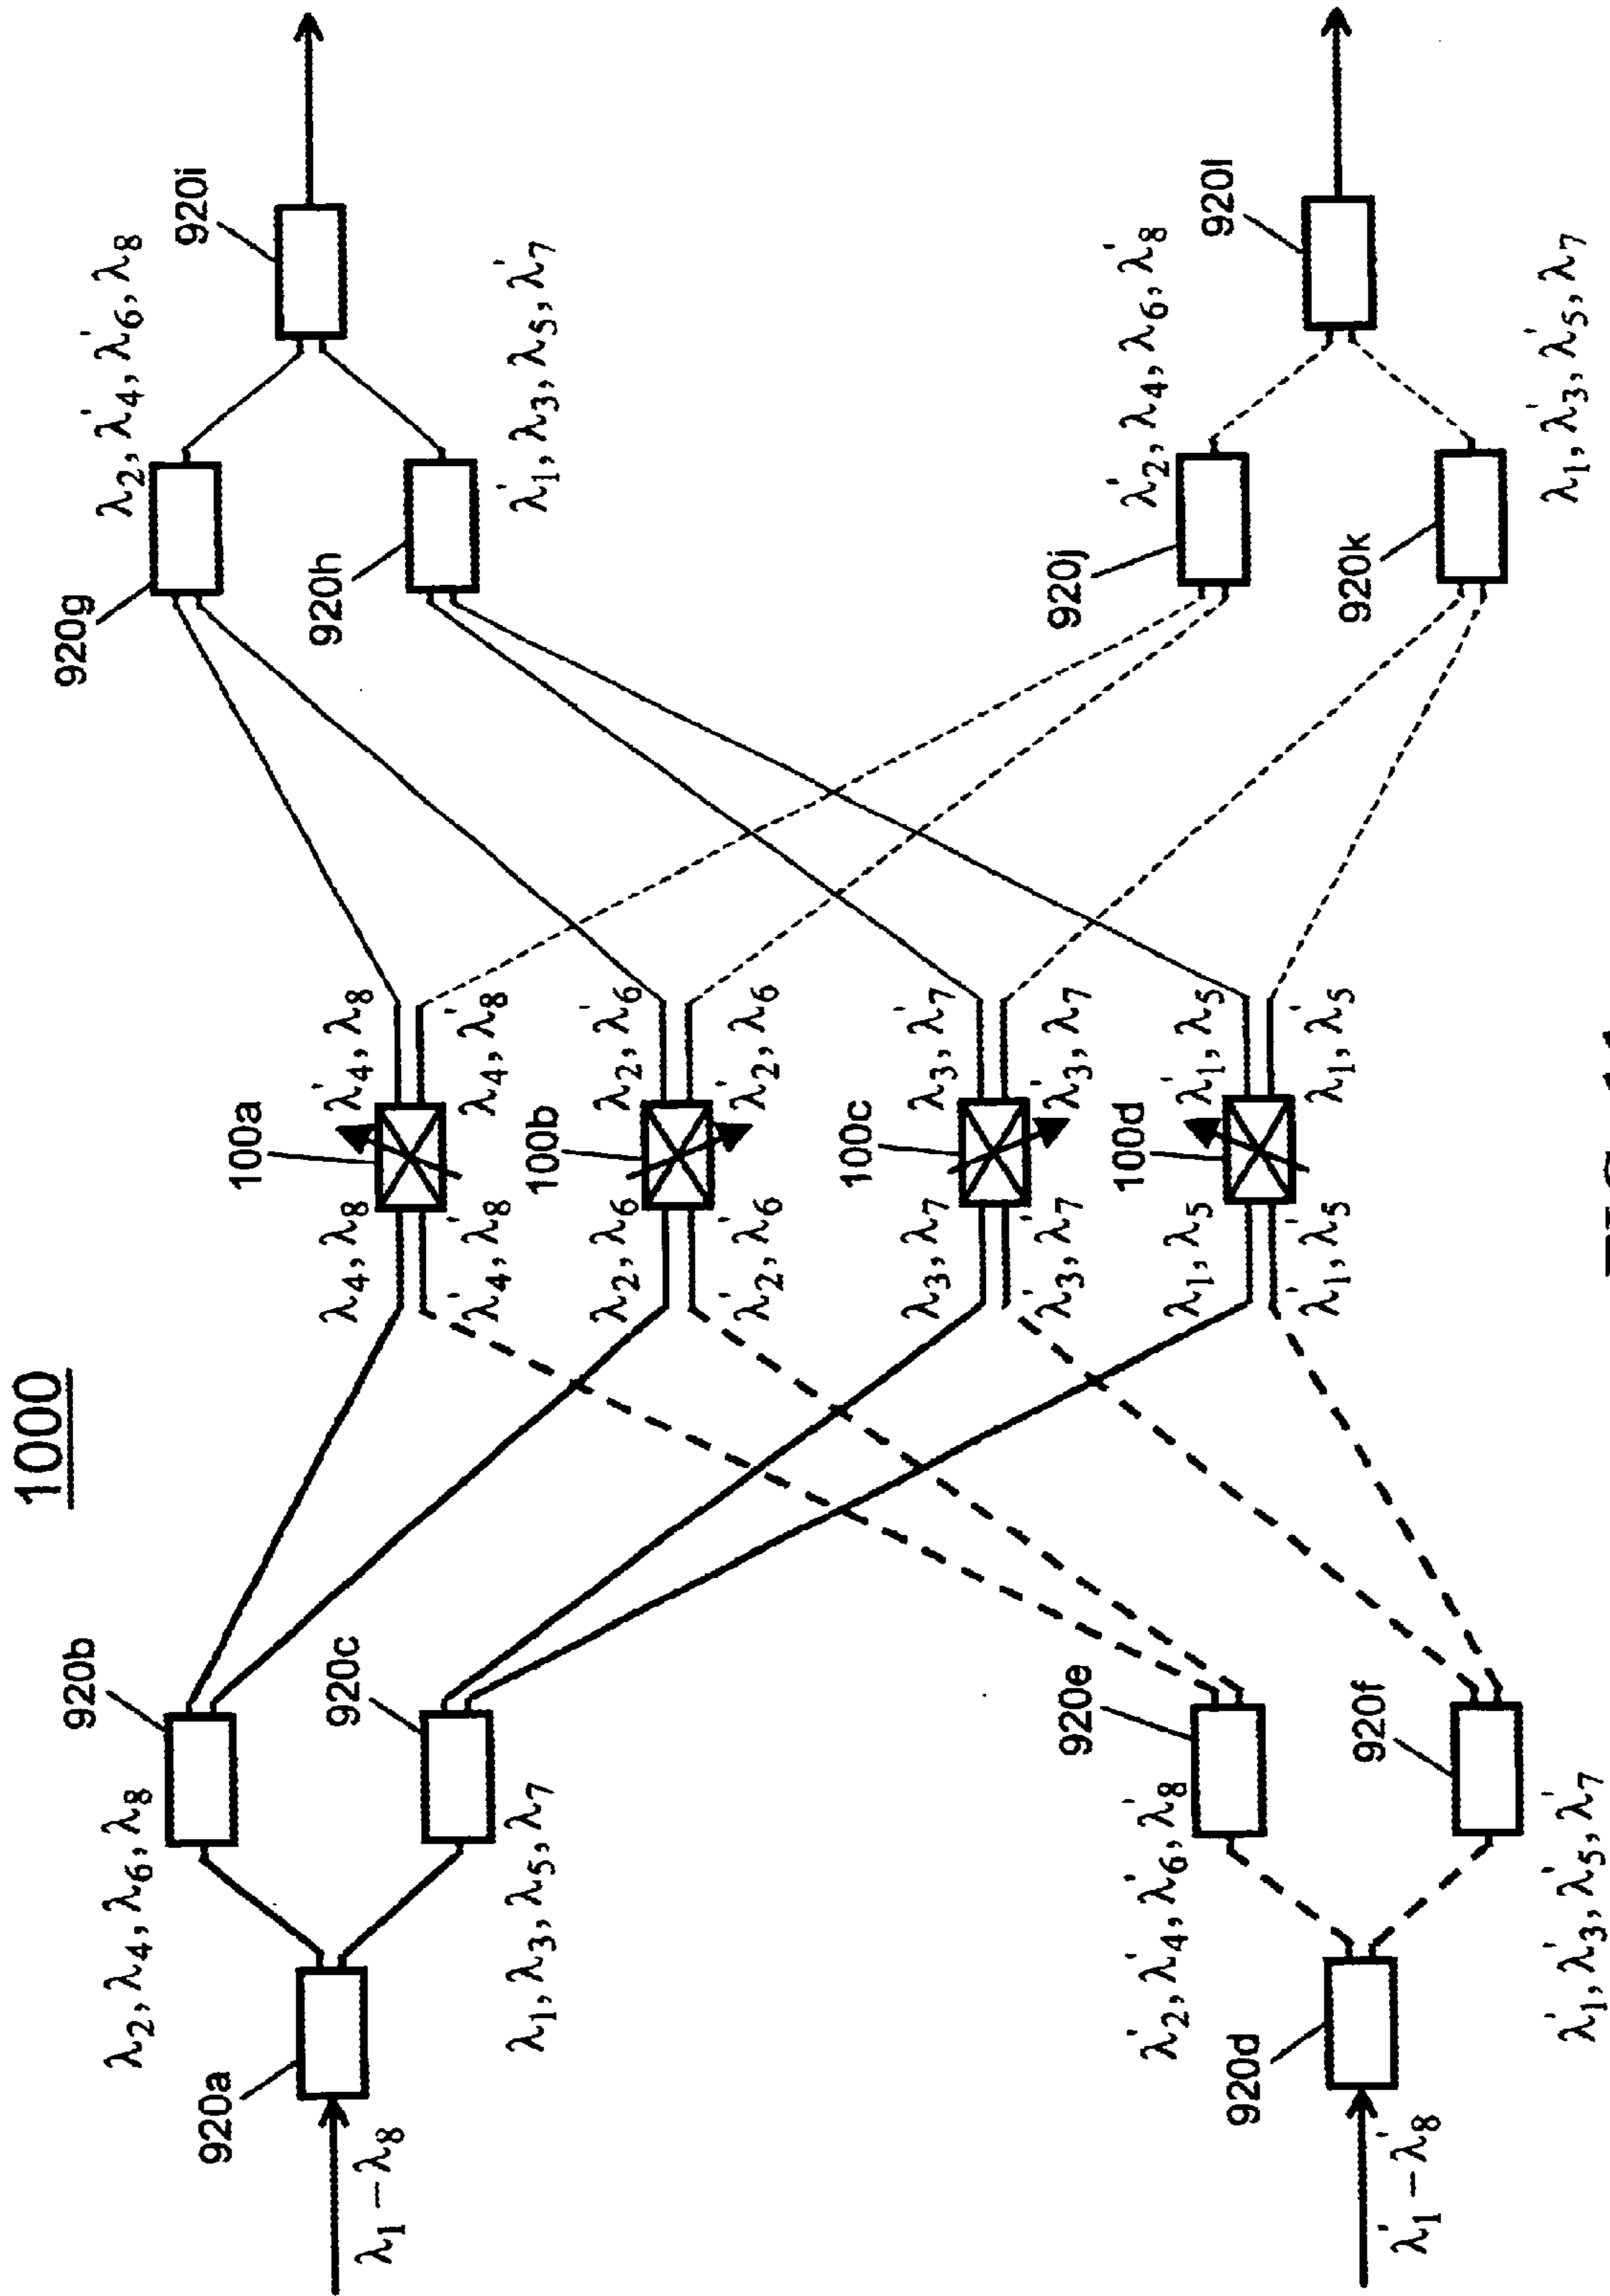 1000
920a
λ₁ – λ₈
920b
λ₂, λ₄, λ₆, λ₈
920c
λ₁, λ₃, λ₅, λ₇
920d
λ'₁ – λ'₈
920e
λ'₂, λ'₄, λ'₆, λ'₈
920f
λ'₁, λ'₃, λ'₅, λ'₇
100a
λ₄, λ₈
λ'₄, λ₈
λ'₄, λ'₈
λ₄, λ'₈
100b
λ₂, λ₆
λ₂, λ'₆
λ'₂, λ'₆
λ'₂, λ₆
100c
λ₃, λ₇
λ₃, λ'₇
λ'₃, λ'₇
λ'₃, λ₇
100d
λ₁, λ₅
λ'₁, λ₅
λ'₁, λ'₅
λ₁, λ'₅
920g
λ₂, λ'₄, λ'₆, λ₈
920h
λ'₁, λ₃, λ₅, λ'₇
920i
920j
λ'₂, λ₄, λ₆, λ'₈
920k
λ₁, λ'₃, λ'₅, λ₇
920l